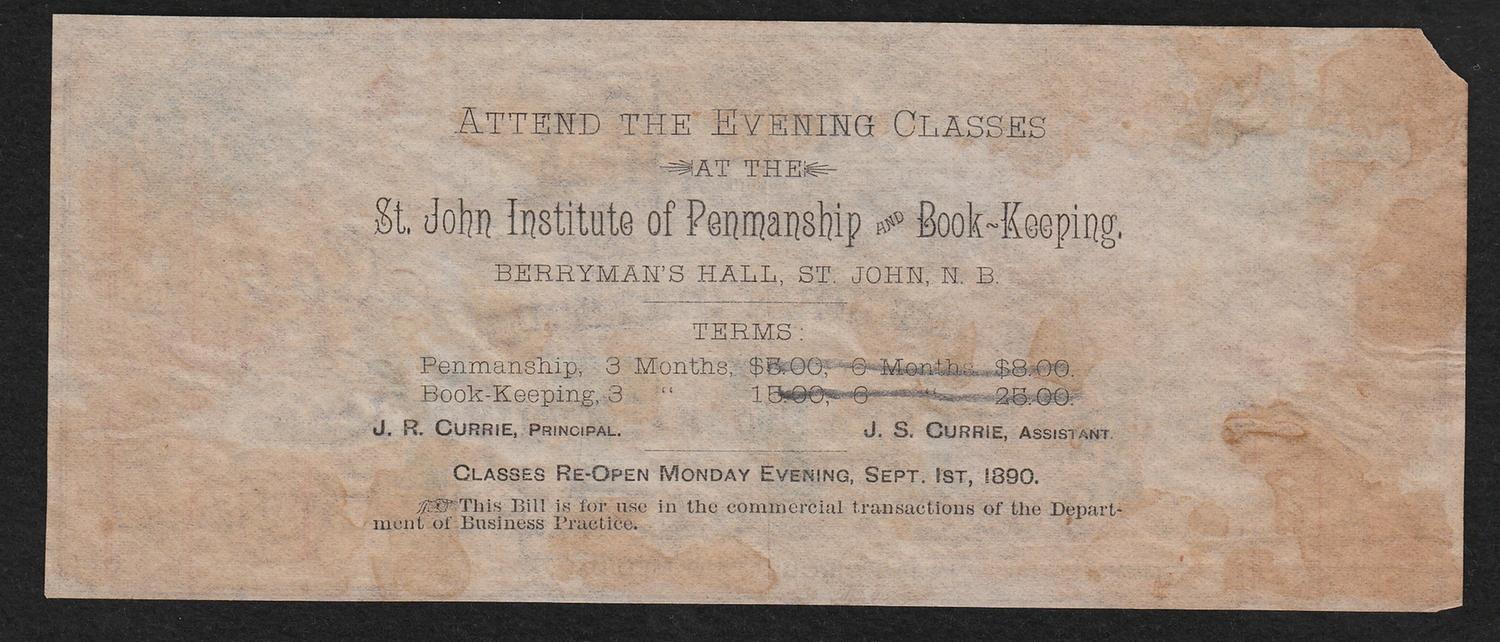 ATTEND THE EVENING CLASSES
AT THE
St. John Institute of Penmanship AND Book-Keeping.
BERRYMAN'S HALL, ST. JOHN, N. B.
TERMS:
Penmanship, 3 Months, $5.00, 6 Months $8.00.
Book-Keeping, 3 " 15.00, 6 " 25.00.
J. R. CURRIE, PRINCIPAL. J. S. CURRIE, ASSISTANT.
CLASSES RE-OPEN MONDAY EVENING, SEPT. 1ST, 1890.
This Bill is for use in the commercial transactions of the Depart-
ment of Business Practice.